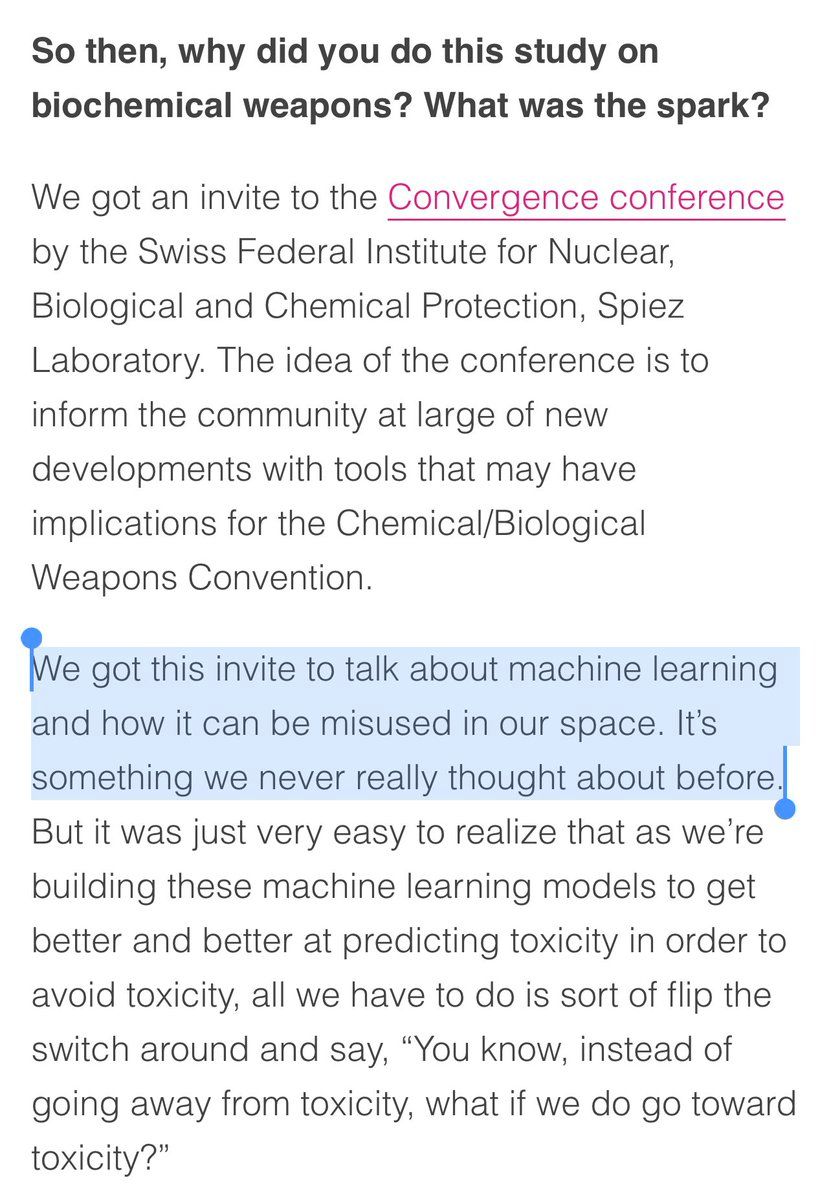 So then, why did you do this study on
biochemical weapons? What was the spark?
We got an invite to the Convergence conference
by the Swiss Federal Institute for Nuclear,
Biological and Chemical Protection, Spiez
Laboratory. The idea of the conference is to
inform the community at large of new
developments with tools that may have
implications for the Chemical/Biological
Weapons Convention.
We got this invite to talk about machine learning
and how it can be misused in our space. It’s
something we never really thought about before.
But it was just very easy to realize that as we’re
building these machine learning models to get
better and better at predicting toxicity in order to
avoid toxicity, all we have to do is sort of flip the
switch around and say, “You know, instead of
going away from toxicity, what if we do go toward
toxicity?”